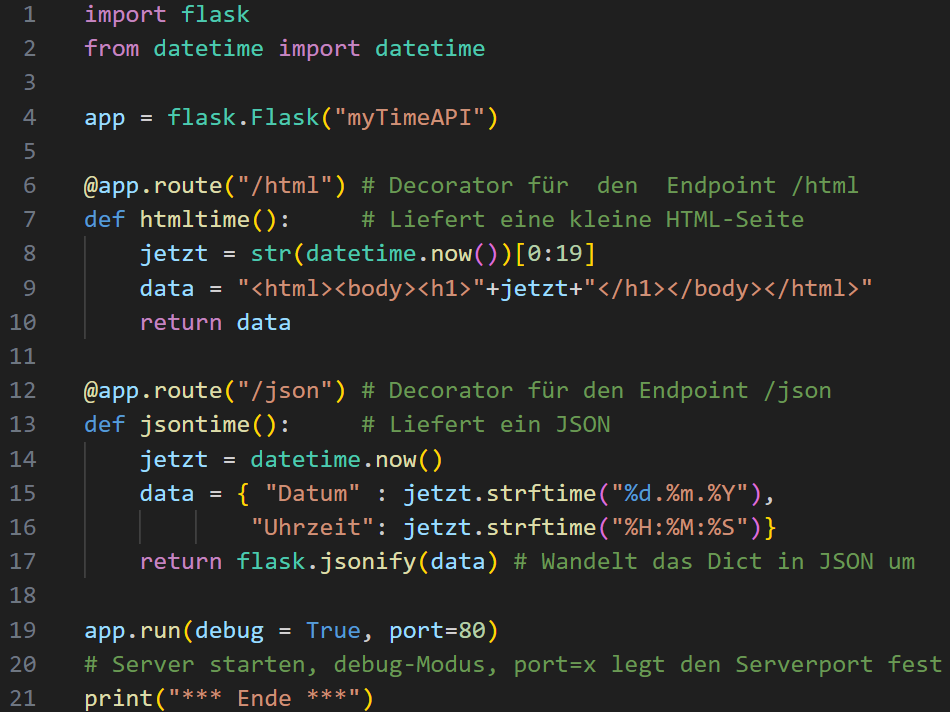 1 import flask
2 from datetime import datetime
3
4 app = flask.Flask("myTimeAPI")
5
6 @app.route("/html") # Decorator für  den  Endpoint /html
7 def htmltime():     # Liefert eine kleine HTML-Seite
8     jetzt = str(datetime.now())[0:19]
9     data = "<html><body><h1>"+jetzt+"</h1></body></html>"
10     return data
11
12 @app.route("/json") # Decorator für den Endpoint /json
13 def jsontime():     # Liefert ein JSON
14     jetzt = datetime.now()
15     data = { "Datum" : jetzt.strftime("%d.%m.%Y"),
16             "Uhrzeit": jetzt.strftime("%H:%M:%S")}
17     return flask.jsonify(data) # Wandelt das Dict in JSON um
18
19 app.run(debug = True, port=80)
20 # Server starten, debug-Modus, port=x legt den Serverport fest
21 print("*** Ende ***")